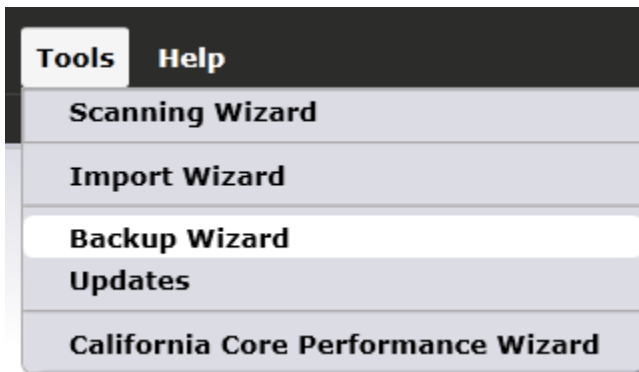 Tools Help
Scanning Wizard
Import Wizard
Backup Wizard
Updates
California Core Performance Wizard